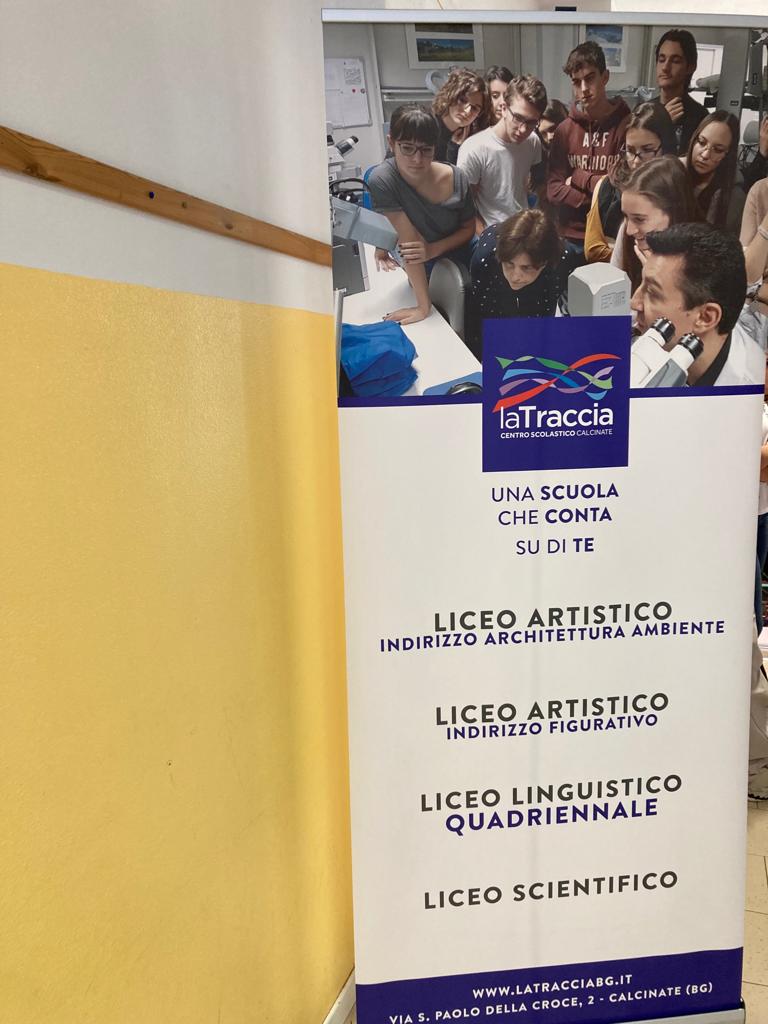 A&F
WARRIORS
laTraccia
CENTRO SCOLASTICO CALCINATE
UNA SCUOLA
CHE CONTA
SU DI TE
LICEO ARTISTICO
INDIRIZZO ARCHITETTURA AMBIENTE
LICEO ARTISTICO
INDIRIZZO FIGURATIVO
LICEO LINGUISTICO
QUADRIENNALE
LICEO SCIENTIFICO
WWW.LATRACCIABG.IT
VIA S. PAOLO DELLA CROCE, 2 - CALCINATE (BG)